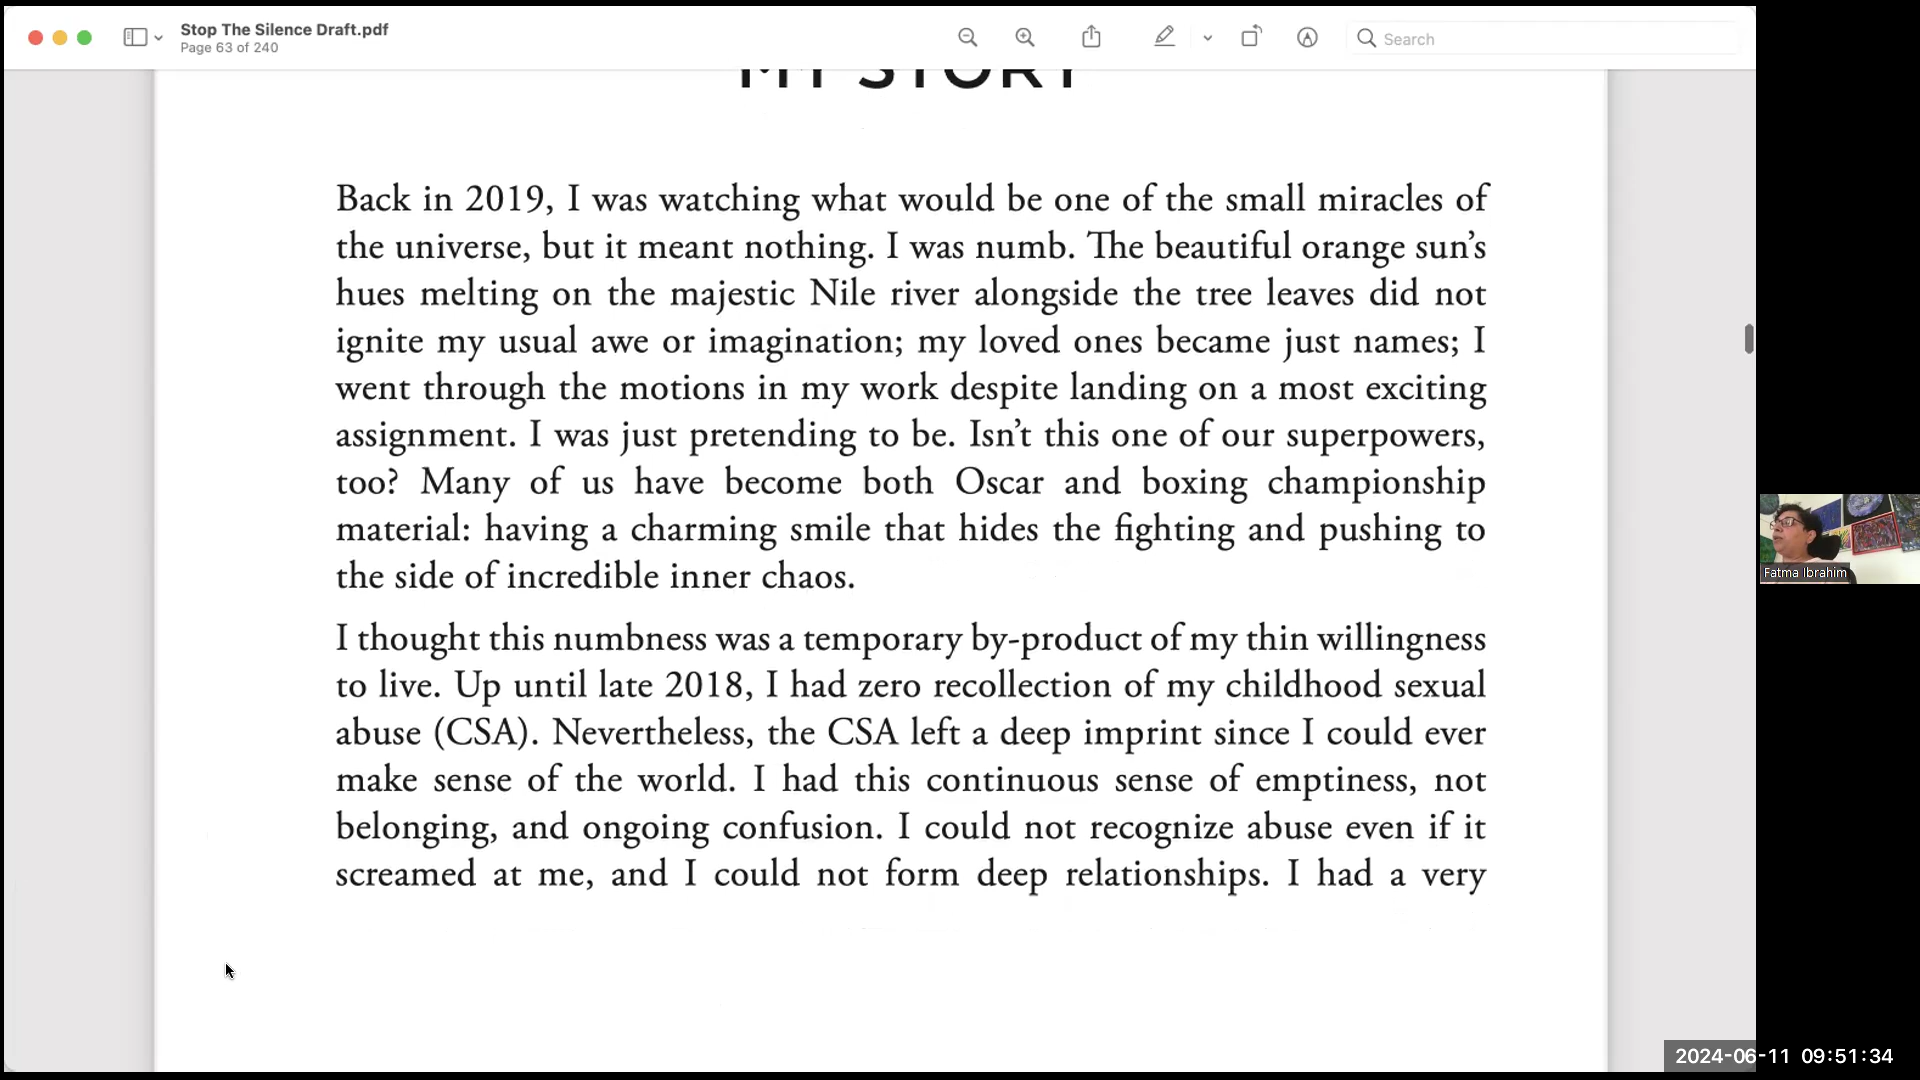 Stop The Silence Draft.pdf
Page 63 of 240
Search
MY STORY
Back in 2019, I was watching what would be one of the small miracles of
the universe, but it meant nothing. I was numb. The beautiful orange sun’s
hues melting on the majestic Nile river alongside the tree leaves did not
ignite my usual awe or imagination; my loved ones became just names; I
went through the motions in my work despite landing on a most exciting
assignment. I was just pretending to be. Isn’t this one of our superpowers,
too? Many of us have become both Oscar and boxing championship
material: having a charming smile that hides the fighting and pushing to
the side of incredible inner chaos.
I thought this numbness was a temporary by-product of my thin willingness
to live. Up until late 2018, I had zero recollection of my childhood sexual
abuse (CSA). Nevertheless, the CSA left a deep imprint since I could ever
make sense of the world. I had this continuous sense of emptiness, not
belonging, and ongoing confusion. I could not recognize abuse even if it
screamed at me, and I could not form deep relationships. I had a very
Fatma Ibrahim
2024-06-11 09:51:34